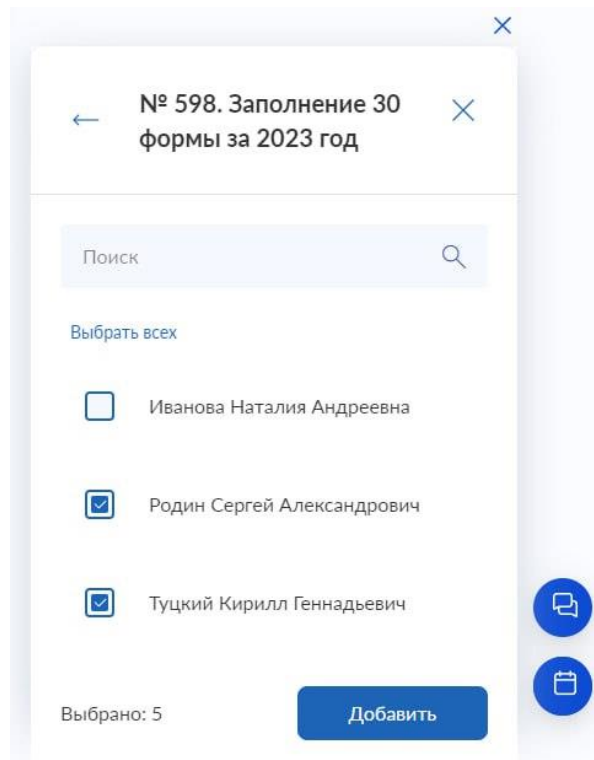 № 598. Заполнение 30
формы за 2023 год
Поиск
Выбрать всех
Иванова Наталия Андреевна
Родин Сергей Александрович
Туцкий Кирилл Геннадьевич
Выбрано: 5
Добавить